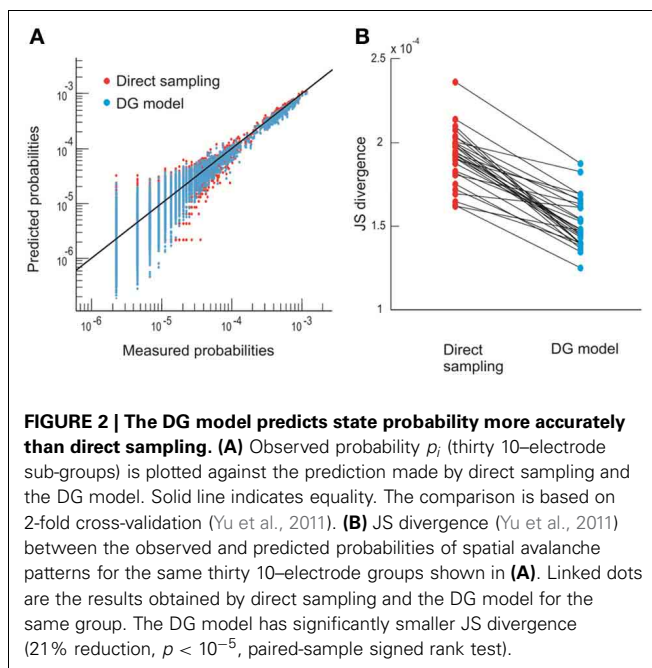 A
Direct sampling
DG model
Predicted probabilities
10⁻³
10⁻⁴
10⁻⁵
10⁻⁶
10⁻⁶ 10⁻⁵ 10⁻⁴ 10⁻³
Measured probabilities
B
x 10⁻⁴
2.5
2
1.5
1
JS divergence
Direct
sampling
DG model
FIGURE 2 | The DG model predicts state probability more accurately
than direct sampling. (A) Observed probability pᵢ (thirty 10–electrode
sub-groups) is plotted against the prediction made by direct sampling and
the DG model. Solid line indicates equality. The comparison is based on
2-fold cross-validation (Yu et al., 2011). (B) JS divergence (Yu et al., 2011)
between the observed and predicted probabilities of spatial avalanche
patterns for the same thirty 10–electrode groups shown in (A). Linked dots
are the results obtained by direct sampling and the DG model for the
same group. The DG model has significantly smaller JS divergence
(21% reduction, p < 10⁻⁵, paired-sample signed rank test).